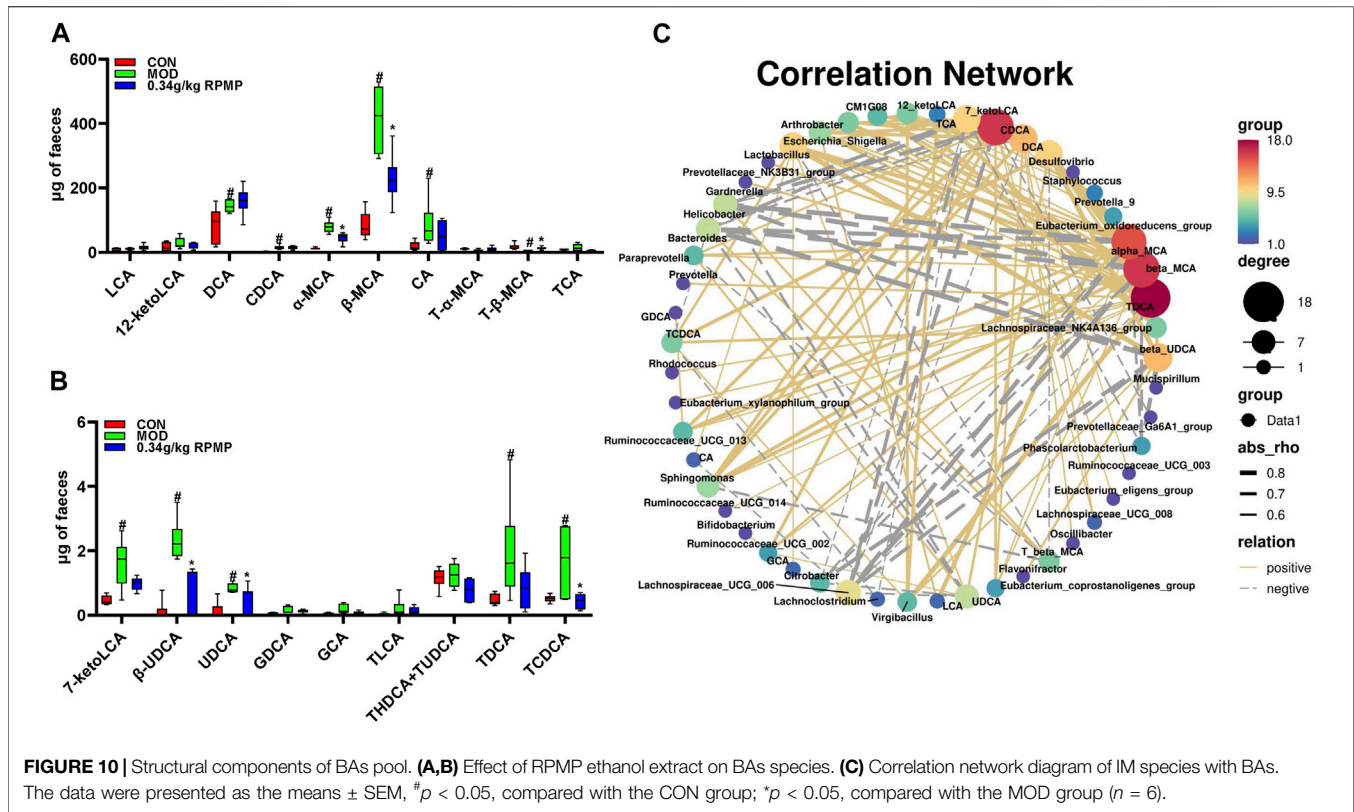 A
CON
MOD
0.34g/kg RPMP
µg of faeces
600
400
200
0
#
#
#
#
*
*
#
#
*
LCA
12-ketoLCA
DCA
CDCA
α-MCA
β-MCA
CA
T-α-MCA
T-β-MCA
TCA
B
CON
MOD
0.34g/kg RPMP
µg of faeces
6
4
2
0
#
#
*
#
*
#
#
*
7-ketoLCA
β-UDCA
UDCA
GDCA
GCA
TLCA
THDCA+TUDCA
TDCA
TCDCA
C
Correlation Network
CM1G08
12_ketoLCA
7_ketoLCA
TCA
CDCA
DCA
Desulfovibrio
Staphylococcus
Prevotella_9
Eubacterium_oxidoreducens_group
alpha_MCA
beta_MCA
TDCA
Lachnospiraceae_NK4A136_group
beta_UDCA
Mucispirillum
Prevotellaceae_Ga6A1_group
Phascolarctobacterium
Ruminococcaceae_UCG_003
Eubacterium_eligens_group
Lachnospiraceae_UCG_008
Oscillibacter
T_beta_MCA
Flavonifractor
Eubacterium_coprostanoligenes_group
UDCA
LCA
Virgibacillus
Lachnoclostridium
Lachnospiraceae_UCG_006
Citrobacter
GCA
Ruminococcaceae_UCG_002
Bifidobacterium
Ruminococcaceae_UCG_014
Sphingomonas
CA
Ruminococcaceae_UCG_013
Eubacterium_xylanophilum_group
Rhodococcus
TCDCA
GDCA
Prevotella
Paraprevotella
Bacteroides
Helicobacter
Gardnerella
Prevotellaceae_NK3B31_group
Lactobacillus
Escherichia_Shigella
Arthrobacter
group
18.0
9.5
1.0
degree
18
7
1
group
Data1
abs_rho
0.8
0.7
0.6
relation
positive
negtive
FIGURE 10 | Structural components of BAs pool. (A,B) Effect of RPMP ethanol extract on BAs species. (C) Correlation network diagram of IM species with BAs.
The data were presented as the means ± SEM, #p < 0.05, compared with the CON group; *p < 0.05, compared with the MOD group (n = 6).